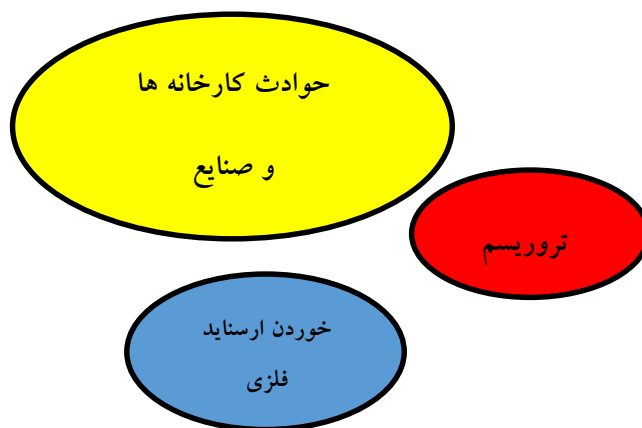 حوادث کارخانه ها
و صنایع
تروریسم
خوردن ارسناید
فلزی